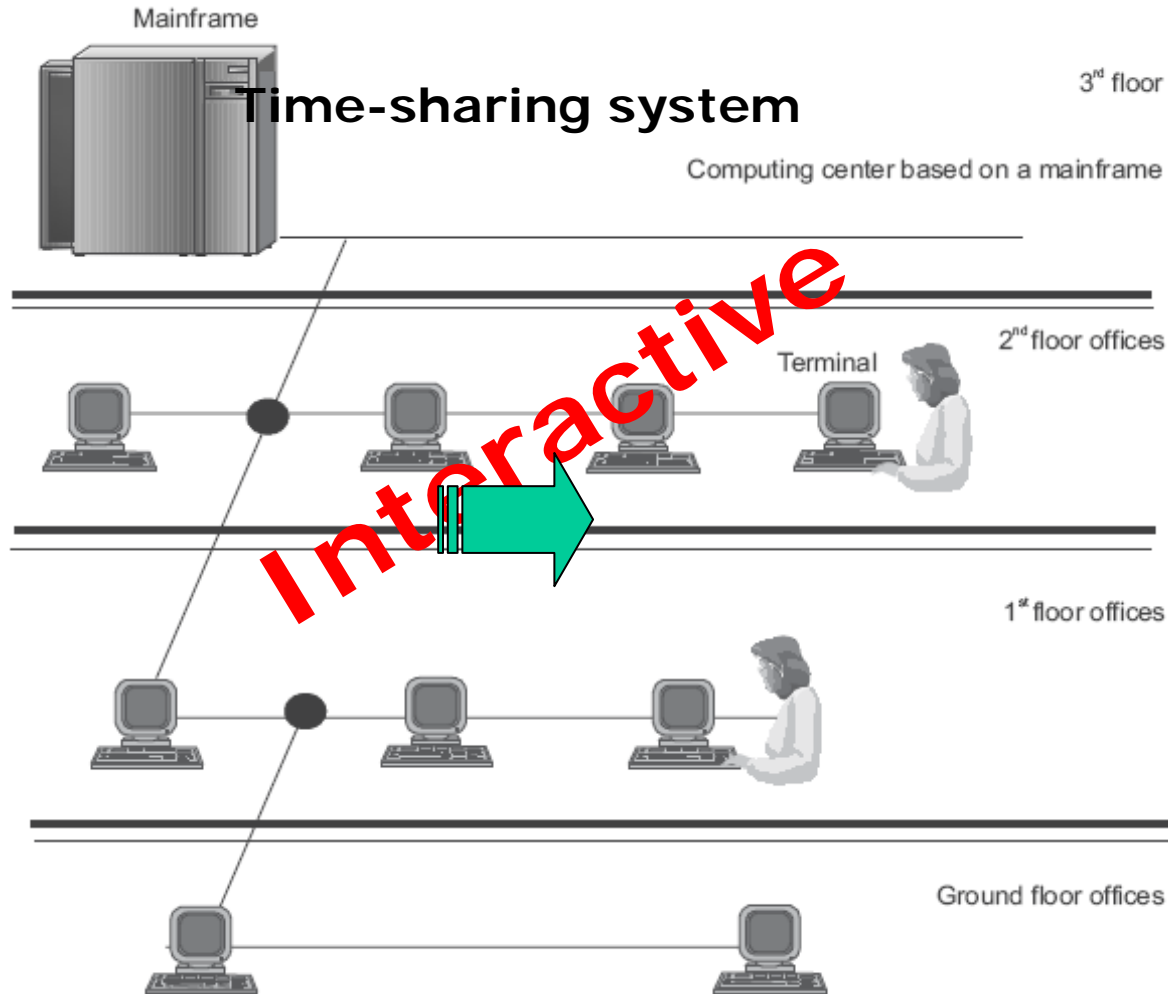 Mainframe
3rd floor
Time-sharing system
Computing center based on a mainframe
Interactive
2nd floor offices
Terminal
1st floor offices
Ground floor offices